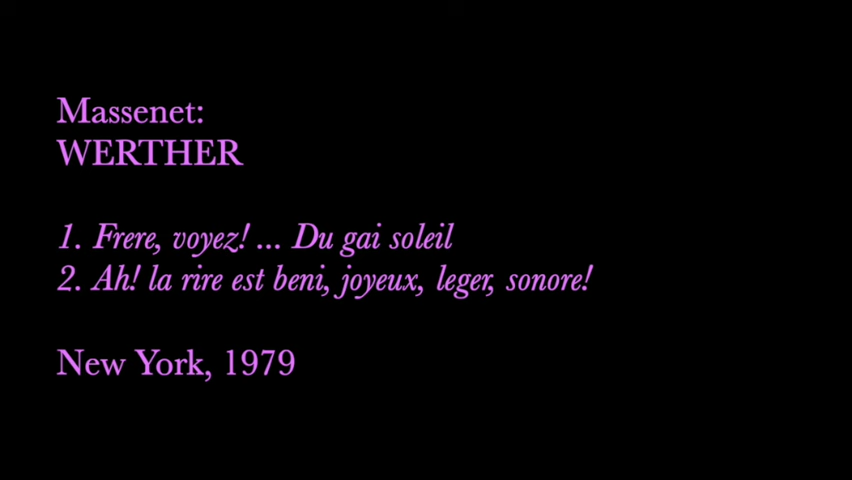 Massenet:
WERTHER
1. Frere, voyez! ... Du gai soleil
2. Ah! la rire est beni, joyeux, leger, sonore!
New York, 1979